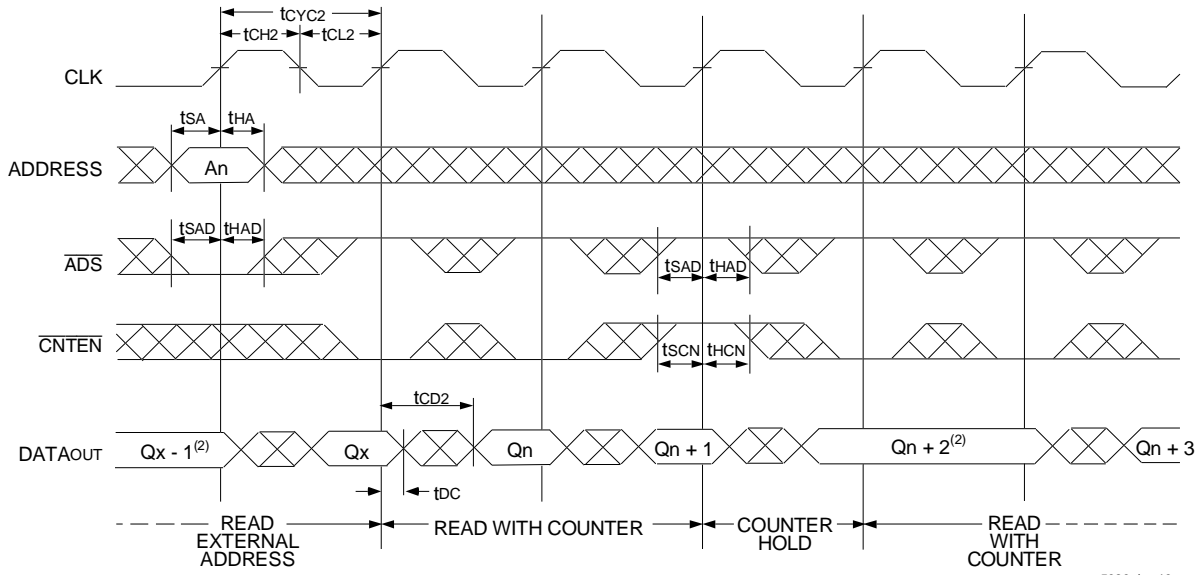 tCYC2
tCH2 tCL2
CLK
tSA tHA
ADDRESS An
tSAD tHAD
ADS
tSAD tHAD
CNTEN
tSCN tHCN
tCD2
DATAOUT Qx - 1(2) Qx Qn Qn + 1 Qn + 2(2) Qn + 3
tDC
READ EXTERNAL ADDRESS
READ WITH COUNTER
COUNTER HOLD
READ WITH COUNTER